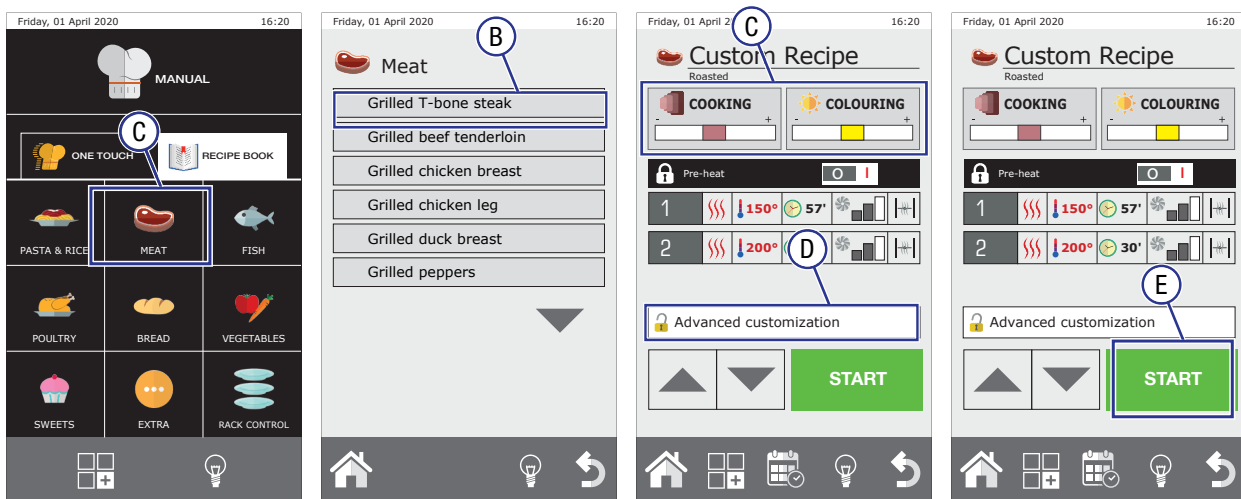 Friday, 01 April 2020 16:20
MANUAL
C
ONE TOUCH
RECIPE BOOK
PASTA & RICE
MEAT
FISH
POULTRY
BREAD
VEGETABLES
SWEETS
EXTRA
RACK CONTROL
Friday, 01 April 2020 16:20
B
Meat
Grilled T-bone steak
Grilled beef tenderloin
Grilled chicken breast
Grilled chicken leg
Grilled duck breast
Grilled peppers
Friday, 01 April 2 16:20
C
Custom Recipe
Roasted
COOKING
- +
COLOURING
- +
Pre-heat O I
1 150° 57'
2 200°
D
Advanced customization
START
Friday, 01 April 2020 16:20
Custom Recipe
Roasted
COOKING
- +
COLOURING
- +
Pre-heat O I
1 150° 57'
2 200° 30'
E
Advanced customization
START